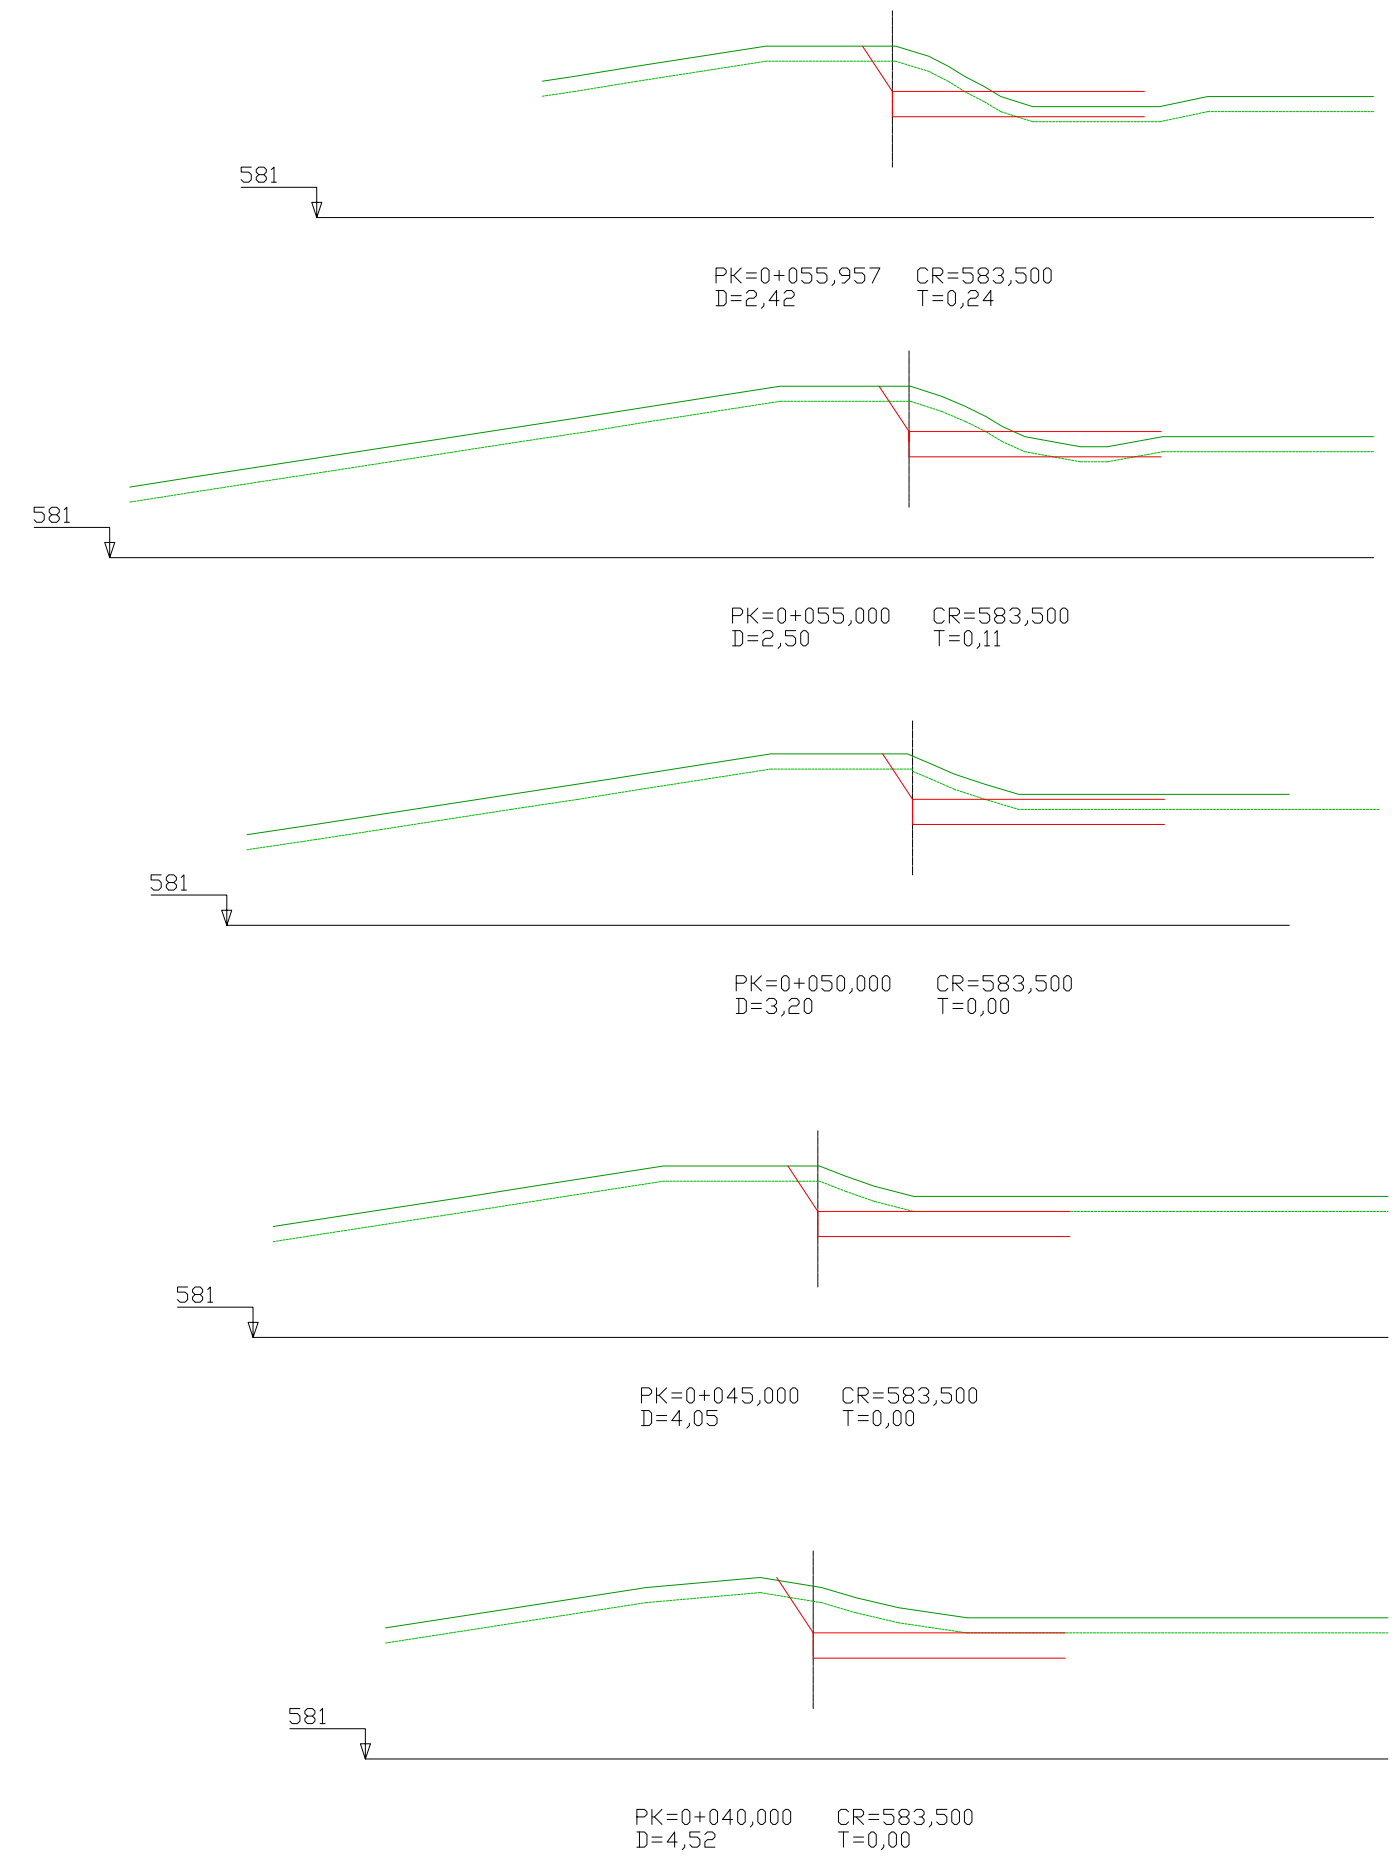 581
PK=0+055,957 CR=583,500
D=2,42 T=0,24
581
PK=0+055,000 CR=583,500
D=2,50 T=0,11
581
PK=0+050,000 CR=583,500
D=3,20 T=0,00
581
PK=0+045,000 CR=583,500
D=4,05 T=0,00
581
PK=0+040,000 CR=583,500
D=4,52 T=0,00